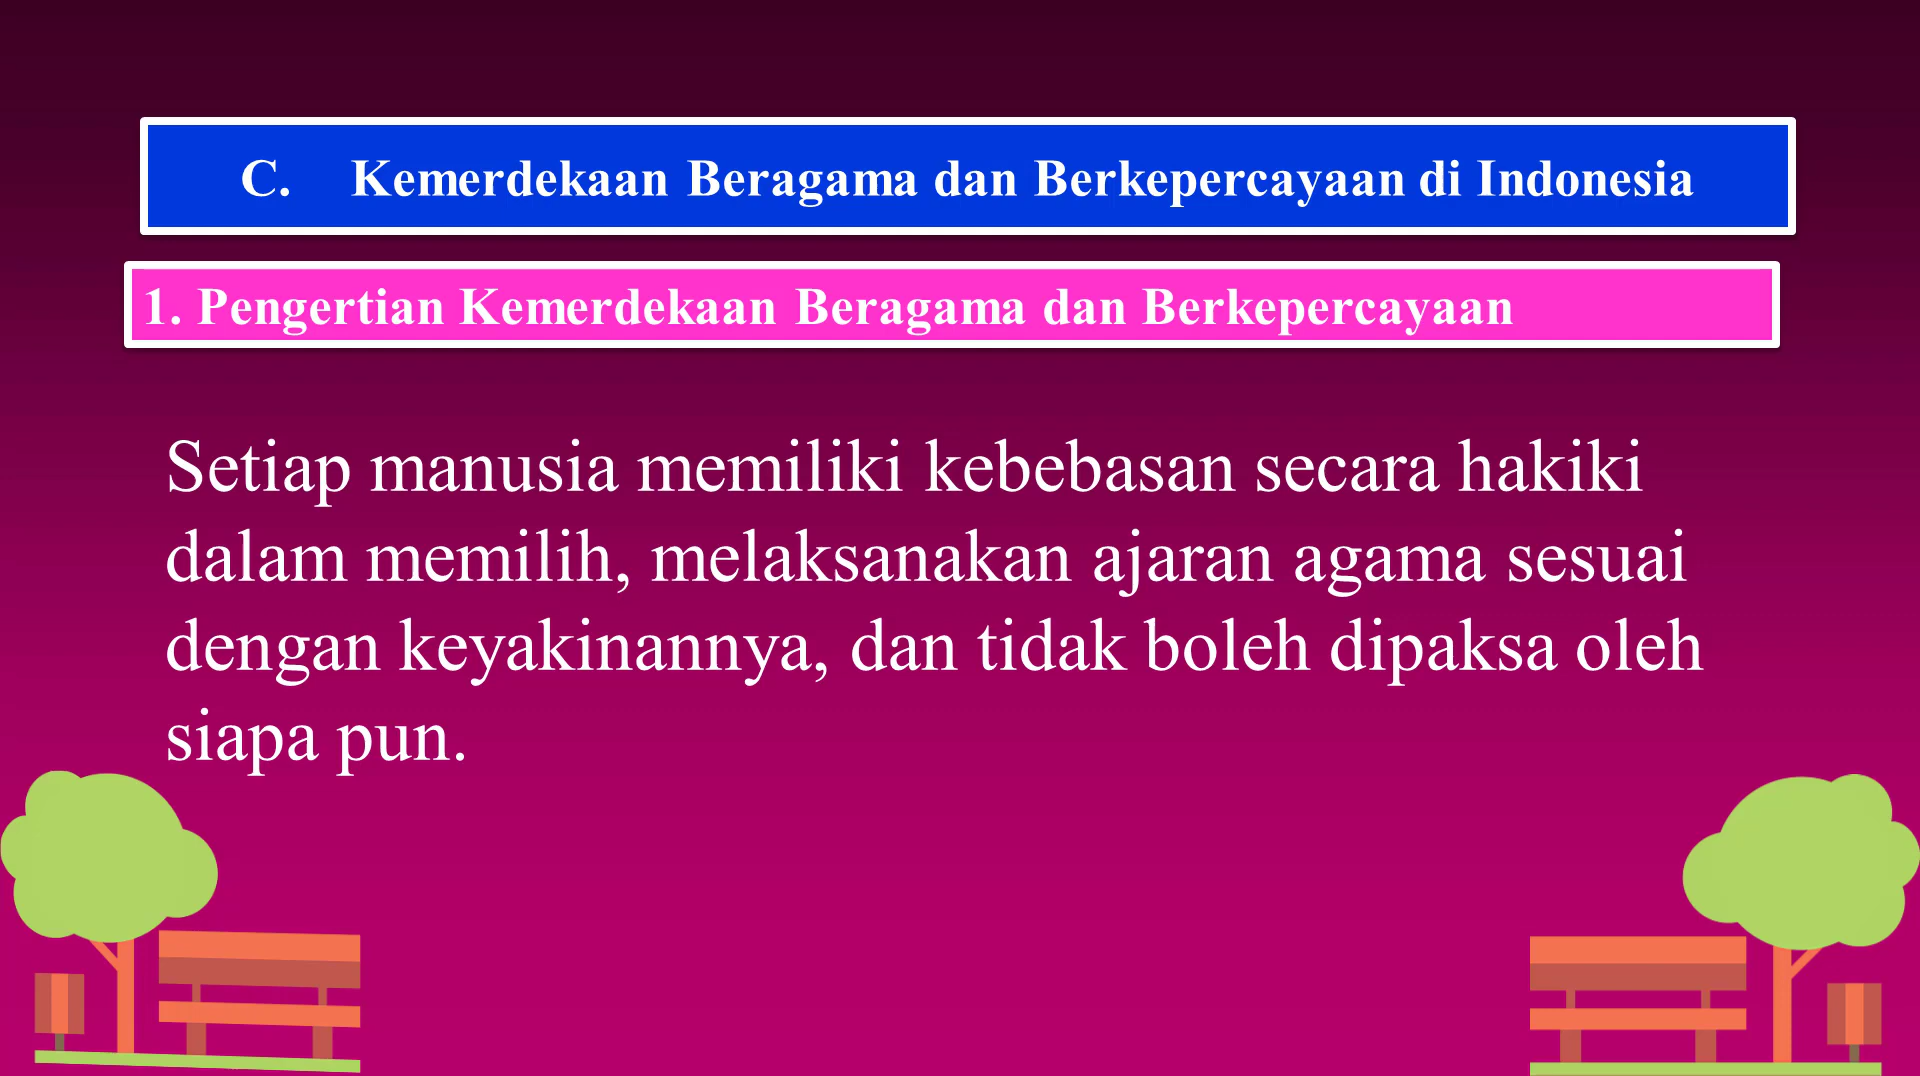 C. Kemerdekaan Beragama dan Berkepercayaan di Indonesia
1. Pengertian Kemerdekaan Beragama dan Berkepercayaan
Setiap manusia memiliki kebebasan secara hakiki
dalam memilih, melaksanakan ajaran agama sesuai
dengan keyakinannya, dan tidak boleh dipaksa oleh
siapa pun.